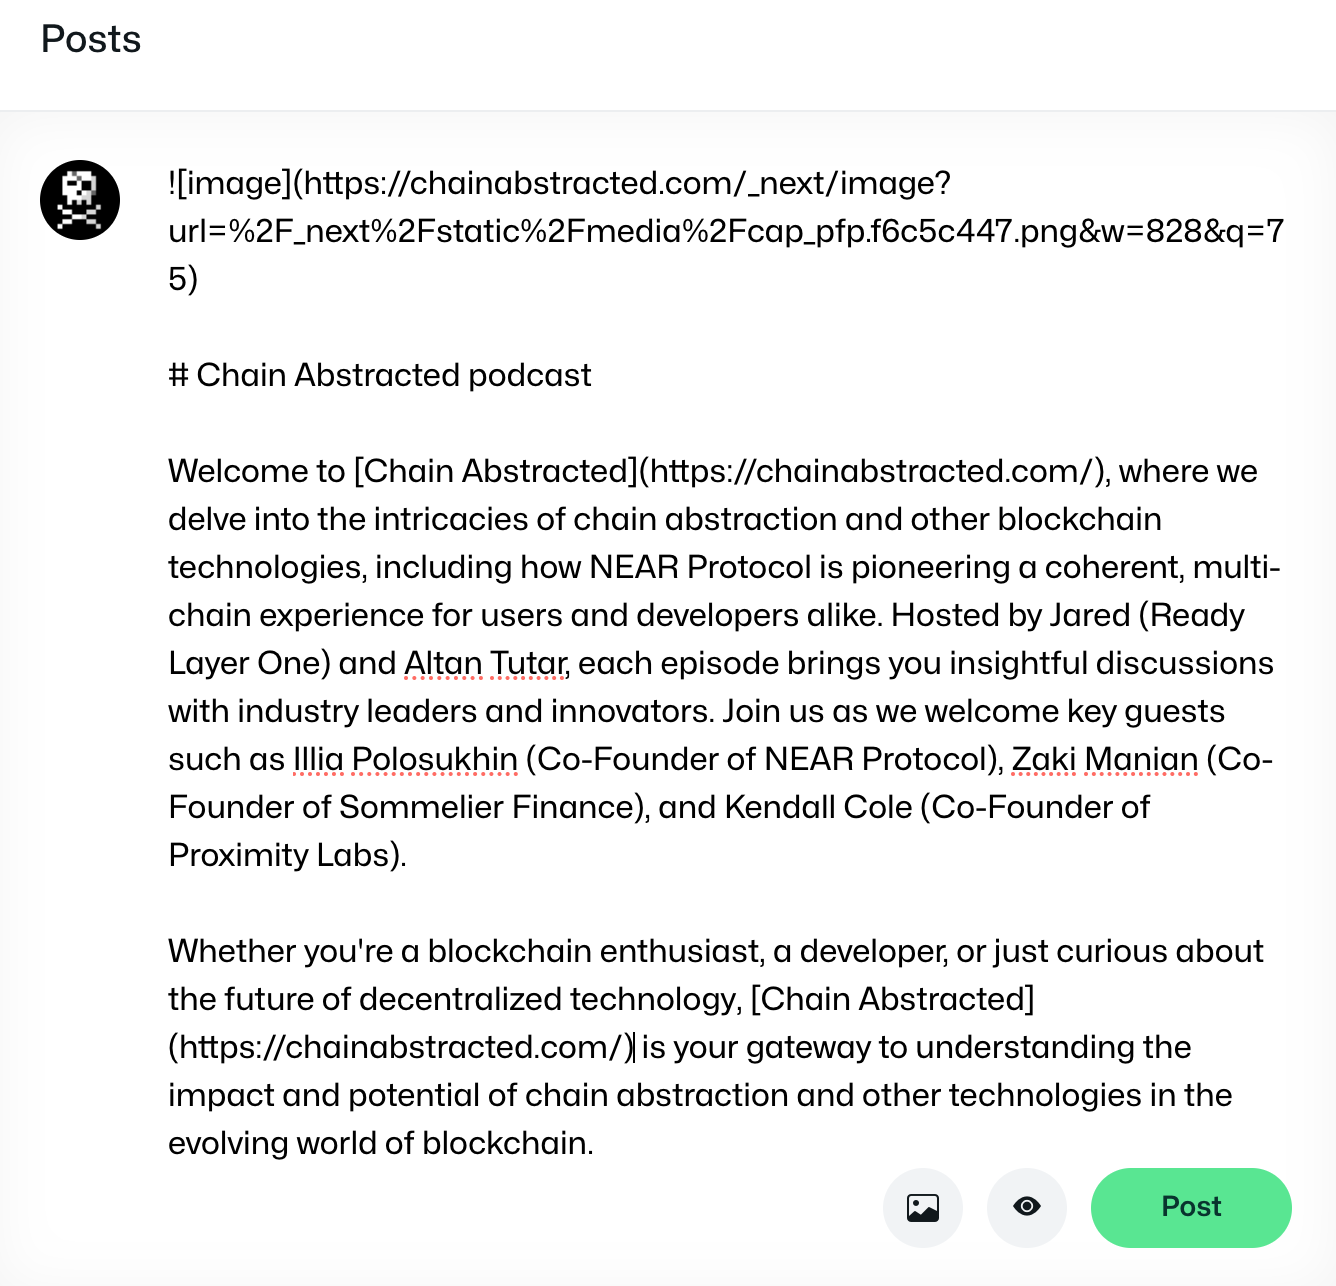 Posts
![image](https://chainabstracted.com/_next/image?
url=%2F_next%2Fstatic%2Fmedia%2Fcap_pfp.f6c5c447.png&w=828&q=7
5)
# Chain Abstracted podcast
Welcome to [Chain Abstracted](https://chainabstracted.com/), where we
delve into the intricacies of chain abstraction and other blockchain
technologies, including how NEAR Protocol is pioneering a coherent, multi-
chain experience for users and developers alike. Hosted by Jared (Ready
Layer One) and Altan Tutar, each episode brings you insightful discussions
with industry leaders and innovators. Join us as we welcome key guests
such as Illia Polosukhin (Co-Founder of NEAR Protocol), Zaki Manian (Co-
Founder of Sommelier Finance), and Kendall Cole (Co-Founder of
Proximity Labs).
Whether you're a blockchain enthusiast, a developer, or just curious about
the future of decentralized technology, [Chain Abstracted]
(https://chainabstracted.com/) is your gateway to understanding the
impact and potential of chain abstraction and other technologies in the
evolving world of blockchain.
Post